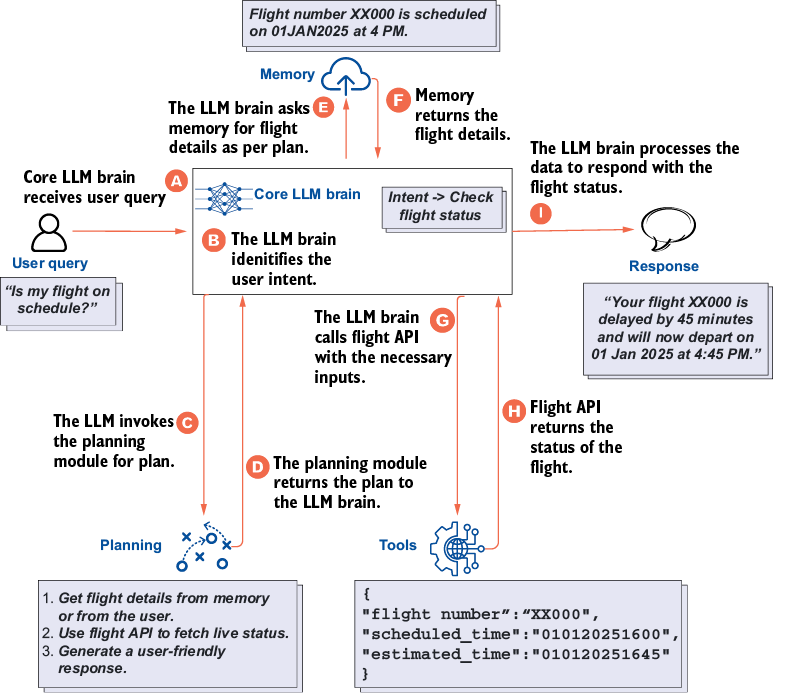 Flight number XX000 is scheduled
on 01JAN2025 at 4 PM.
Memory
The LLM brain asks
memory for flight
details as per plan.
E
F
Memory
returns the
flight details.
The LLM brain processes the
data to respond with the
flight status.
I
Core LLM brain
receives user query
A
Core LLM brain
Intent -> Check
flight status
B
The LLM brain
idenitifies the
user intent.
User query
“Is my flight on
schedule?”
Response
“Your flight XX000 is
delayed by 45 minutes
and will now depart on
01 Jan 2025 at 4:45 PM.”
The LLM brain
calls flight API
with the necessary
inputs.
G
The LLM invokes
the planning
module for plan.
C
D
The planning module
returns the plan to
the LLM brain.
H
Flight API
returns the
status of the
flight.
Planning
Tools
1. Get flight details from memory
or from the user.
2. Use flight API to fetch live status.
3. Generate a user-friendly
response.
{
"flight number”:“XX000",
"scheduled_time":"010120251600",
"estimated_time":"010120251645"
}